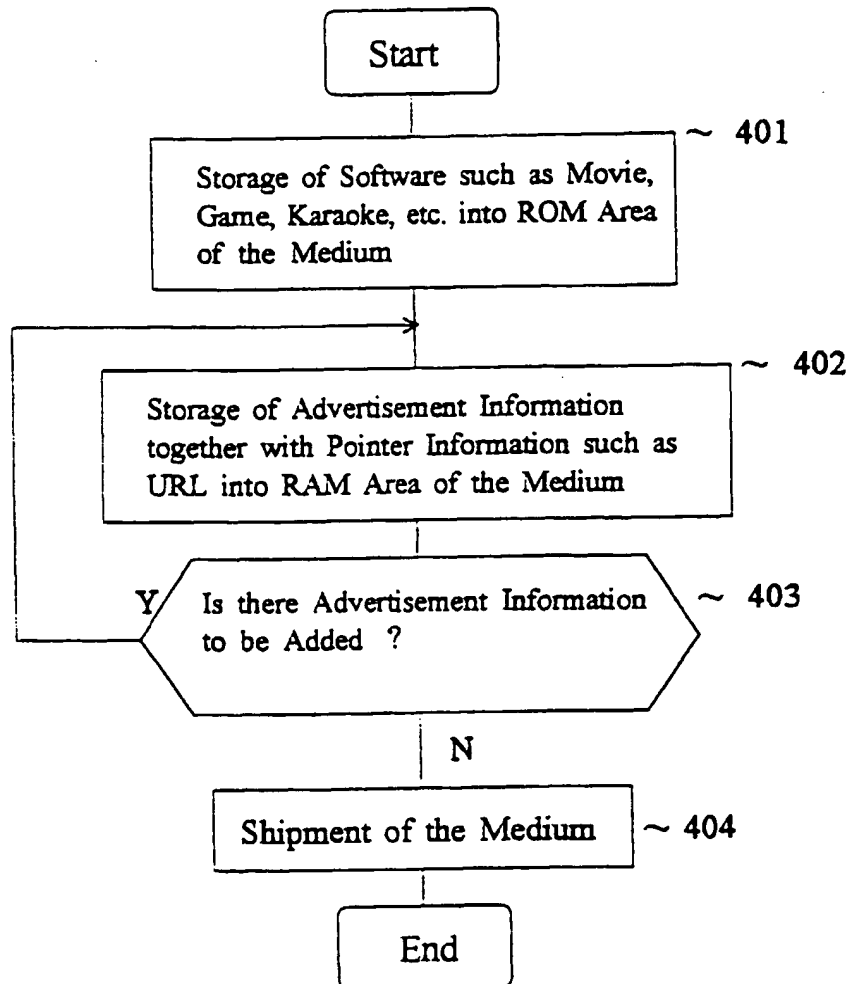 Start
~ 401
Storage of Software such as Movie,
Game, Karaoke, etc. into ROM Area
of the Medium
~ 402
Storage of Advertisement Information
together with Pointer Information such as
URL into RAM Area of the Medium
Y
Is there Advertisement Information
to be Added ?
~ 403
N
Shipment of the Medium
~ 404
End